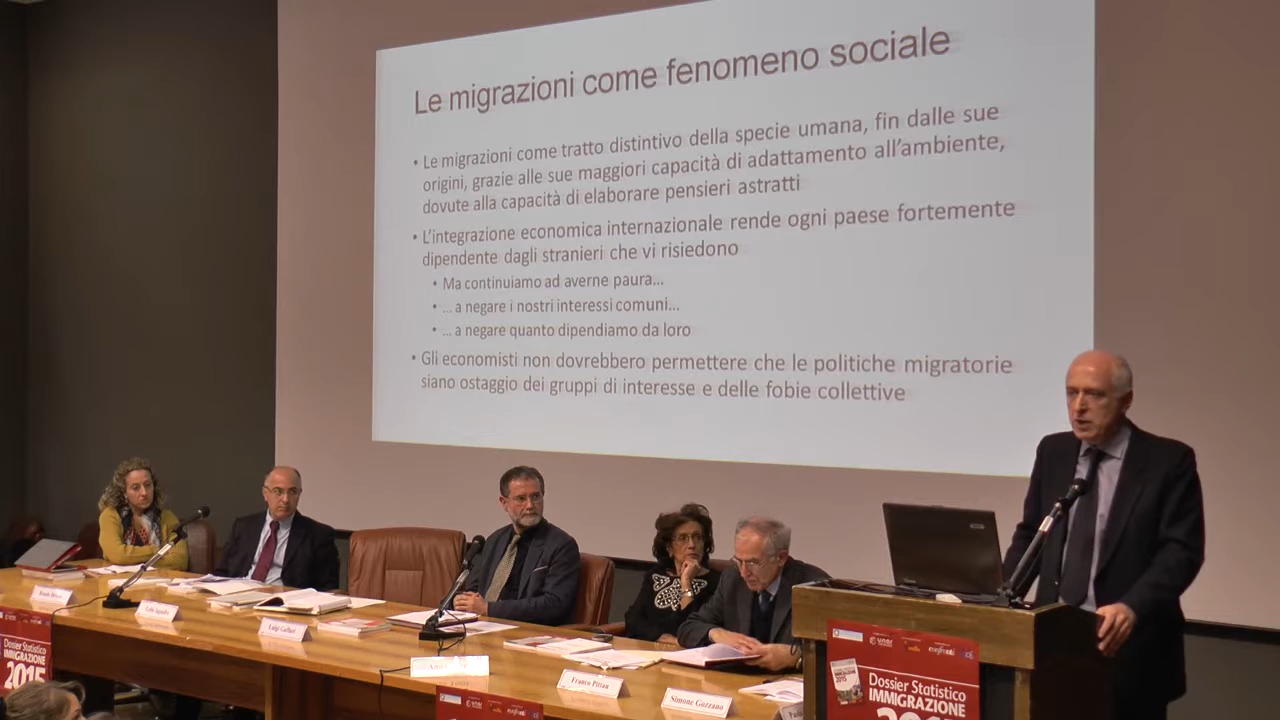 Le migrazioni come fenomeno sociale
• Le migrazioni come tratto distintivo della specie umana, fin dalle sue
origini, grazie alle sue maggiori capacità di adattamento all'ambiente,
dovute alla capacità di elaborare pensieri astratti
• L'integrazione economica internazionale rende ogni paese fortemente
dipendente dagli stranieri che vi risiedono
• Ma continuiamo ad averne paura...
• ... a negare i nostri interessi comuni...
• ... a negare quanto dipendiamo da loro
• Gli economisti non dovrebbero permettere che le politiche migratorie
siano ostaggio dei gruppi di interesse e delle fobie collettive
Franco Pittau
Simone Gozzano
Dossier Statistico
IMMIGRAZIONE
2015
unar
confronti
Dossier Statistico
IMMIGRAZIONE
2015